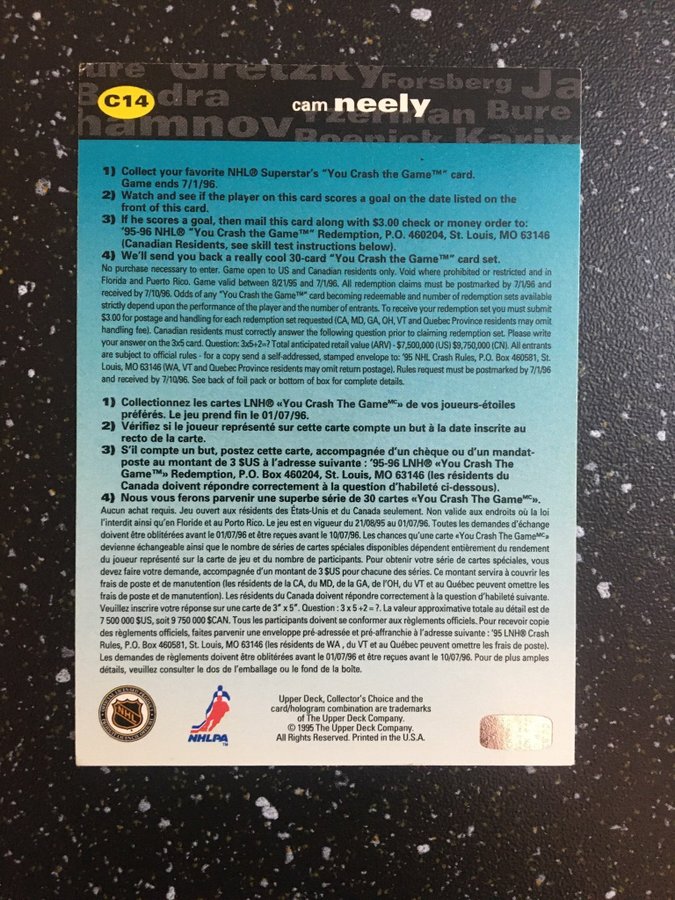 ure Gretzky Forsberg Ja
Bondra
C14
cam neely
Yzerman Bure
hamnov Roenick Kariy
1) Collect your favorite NHL® Superstar's "You Crash the Game™" card.
Game ends 7/1/96.
2) Watch and see if the player on this card scores a goal on the date listed on the
front of this card.
3) If he scores a goal, then mail this card along with $3.00 check or money order to:
'95-96 NHL® "You Crash the Game™" Redemption, P.O. 460204, St. Louis, MO 63146
(Canadian Residents, see skill test instructions below).
4) We'll send you back a really cool 30-card "You Crash the Game™" card set.
No purchase necessary to enter. Game open to US and Canadian residents only. Void where prohibited or restricted and in
Florida and Puerto Rico. Game valid between 8/21/95 and 7/1/96. All redemption claims must be postmarked by 7/1/96 and
received by 7/10/96. Odds of any "You Crash the Game™" card becoming redeemable and number of redemption sets available
strictly depend upon the performance of the player and the number of entrants. To receive your redemption set you must submit
$3.00 for postage and handling for each redemption set requested (CA, MD, GA, OH, VT and Quebec Province residents may omit
handling fee). Canadian residents must correctly answer the following question prior to claiming redemption set. Please write
your answer on the 3x5 card. Question: 3x5+2=? Total anticipated retail value (ARV) - $7,500,000 (US) $9,750,000 (CN). All entrants
are subject to official rules - for a copy send a self-addressed, stamped envelope to: '95 NHL Crash Rules, P.O. Box 460581, St.
Louis, MO 63146 (WA, VT and Quebec Province residents may omit return postage). Rules request must be postmarked by 7/1/96
and received by 7/10/96. See back of foil pack or bottom of box for complete details.
1) Collectionnez les cartes LNH® «You Crash The Game ᴹᶜ» de vos joueurs-étoiles
préférés. Le jeu prend fin le 01/07/96.
2) Vérifiez si le joueur représenté sur cette carte compte un but à la date inscrite au
recto de la carte.
3) S'il compte un but, postez cette carte, accompagnée d'un chèque ou d'un mandat-
poste au montant de 3 $US à l'adresse suivante : '95-96 LNH® «You Crash The
Game™» Redemption, P.O. Box 460204, St. Louis, MO 63146 (les résidents du
Canada doivent répondre correctement à la question d'habileté ci-dessous).
4) Nous vous ferons parvenir une superbe série de 30 cartes «You Crash the Game ᴹᶜ».
Aucun achat requis. Jeu ouvert aux résidents des États-Unis et du Canada seulement. Non valide aux endroits où la loi
l'interdit ainsi qu'en Floride et au Porto Rico. Le jeu est en vigueur du 21/08/95 au 01/07/96. Toutes les demandes d'échange
doivent être oblitérées avant le 01/07/96 et être reçues avant le 10/07/96. Les chances qu'une carte «You Crash The Game ᴹᶜ»
devienne échangeable ainsi que le nombre de séries de cartes spéciales disponibles dépendent entièrement du rendement
du joueur représenté sur la carte de jeu et du nombre de participants. Pour obtenir votre série de cartes spéciales, vous
devez faire votre demande, accompagnée d'un montant de 3 $US pour chacune des séries. Ce montant servira à couvrir les
frais de poste et de manutention (les résidents de la CA, du MD, de la GA, de l'OH, du VT et au Québec peuvent omettre les
frais de poste et de manutention). Les résidents du Canada doivent répondre correctement à la question d'habileté suivante.
Veuillez inscrire votre réponse sur une carte de 3" x 5". Question : 3 x 5 +2 = ?. La valeur approximative totale au détail est de
7 500 000 $US, soit 9 750 000 $CAN. Tous les participants doivent se conformer aux règlements officiels. Pour recevoir copie
des règlements officiels, faites parvenir une enveloppe pré-adressée et pré-affranchie à l'adresse suivante : '95 LNH® Crash
Rules, P.O. Box 460581, St. Louis, MO 63146 (les résidents de WA , du VT et au Québec peuvent omettre les frais de poste).
Les demandes de règlements doivent être oblitérées avant le 01/07/96 et être reçues avant le 10/07/96. Pour de plus amples
détails, veuillez consulter le dos de l'emballage ou le fond de la boîte.
NHL
NHLPA™
Upper Deck, Collector's Choice and the
card/hologram combination are trademarks
of The Upper Deck Company.
© 1995 The Upper Deck Company.
All Rights Reserved. Printed in the U.S.A.